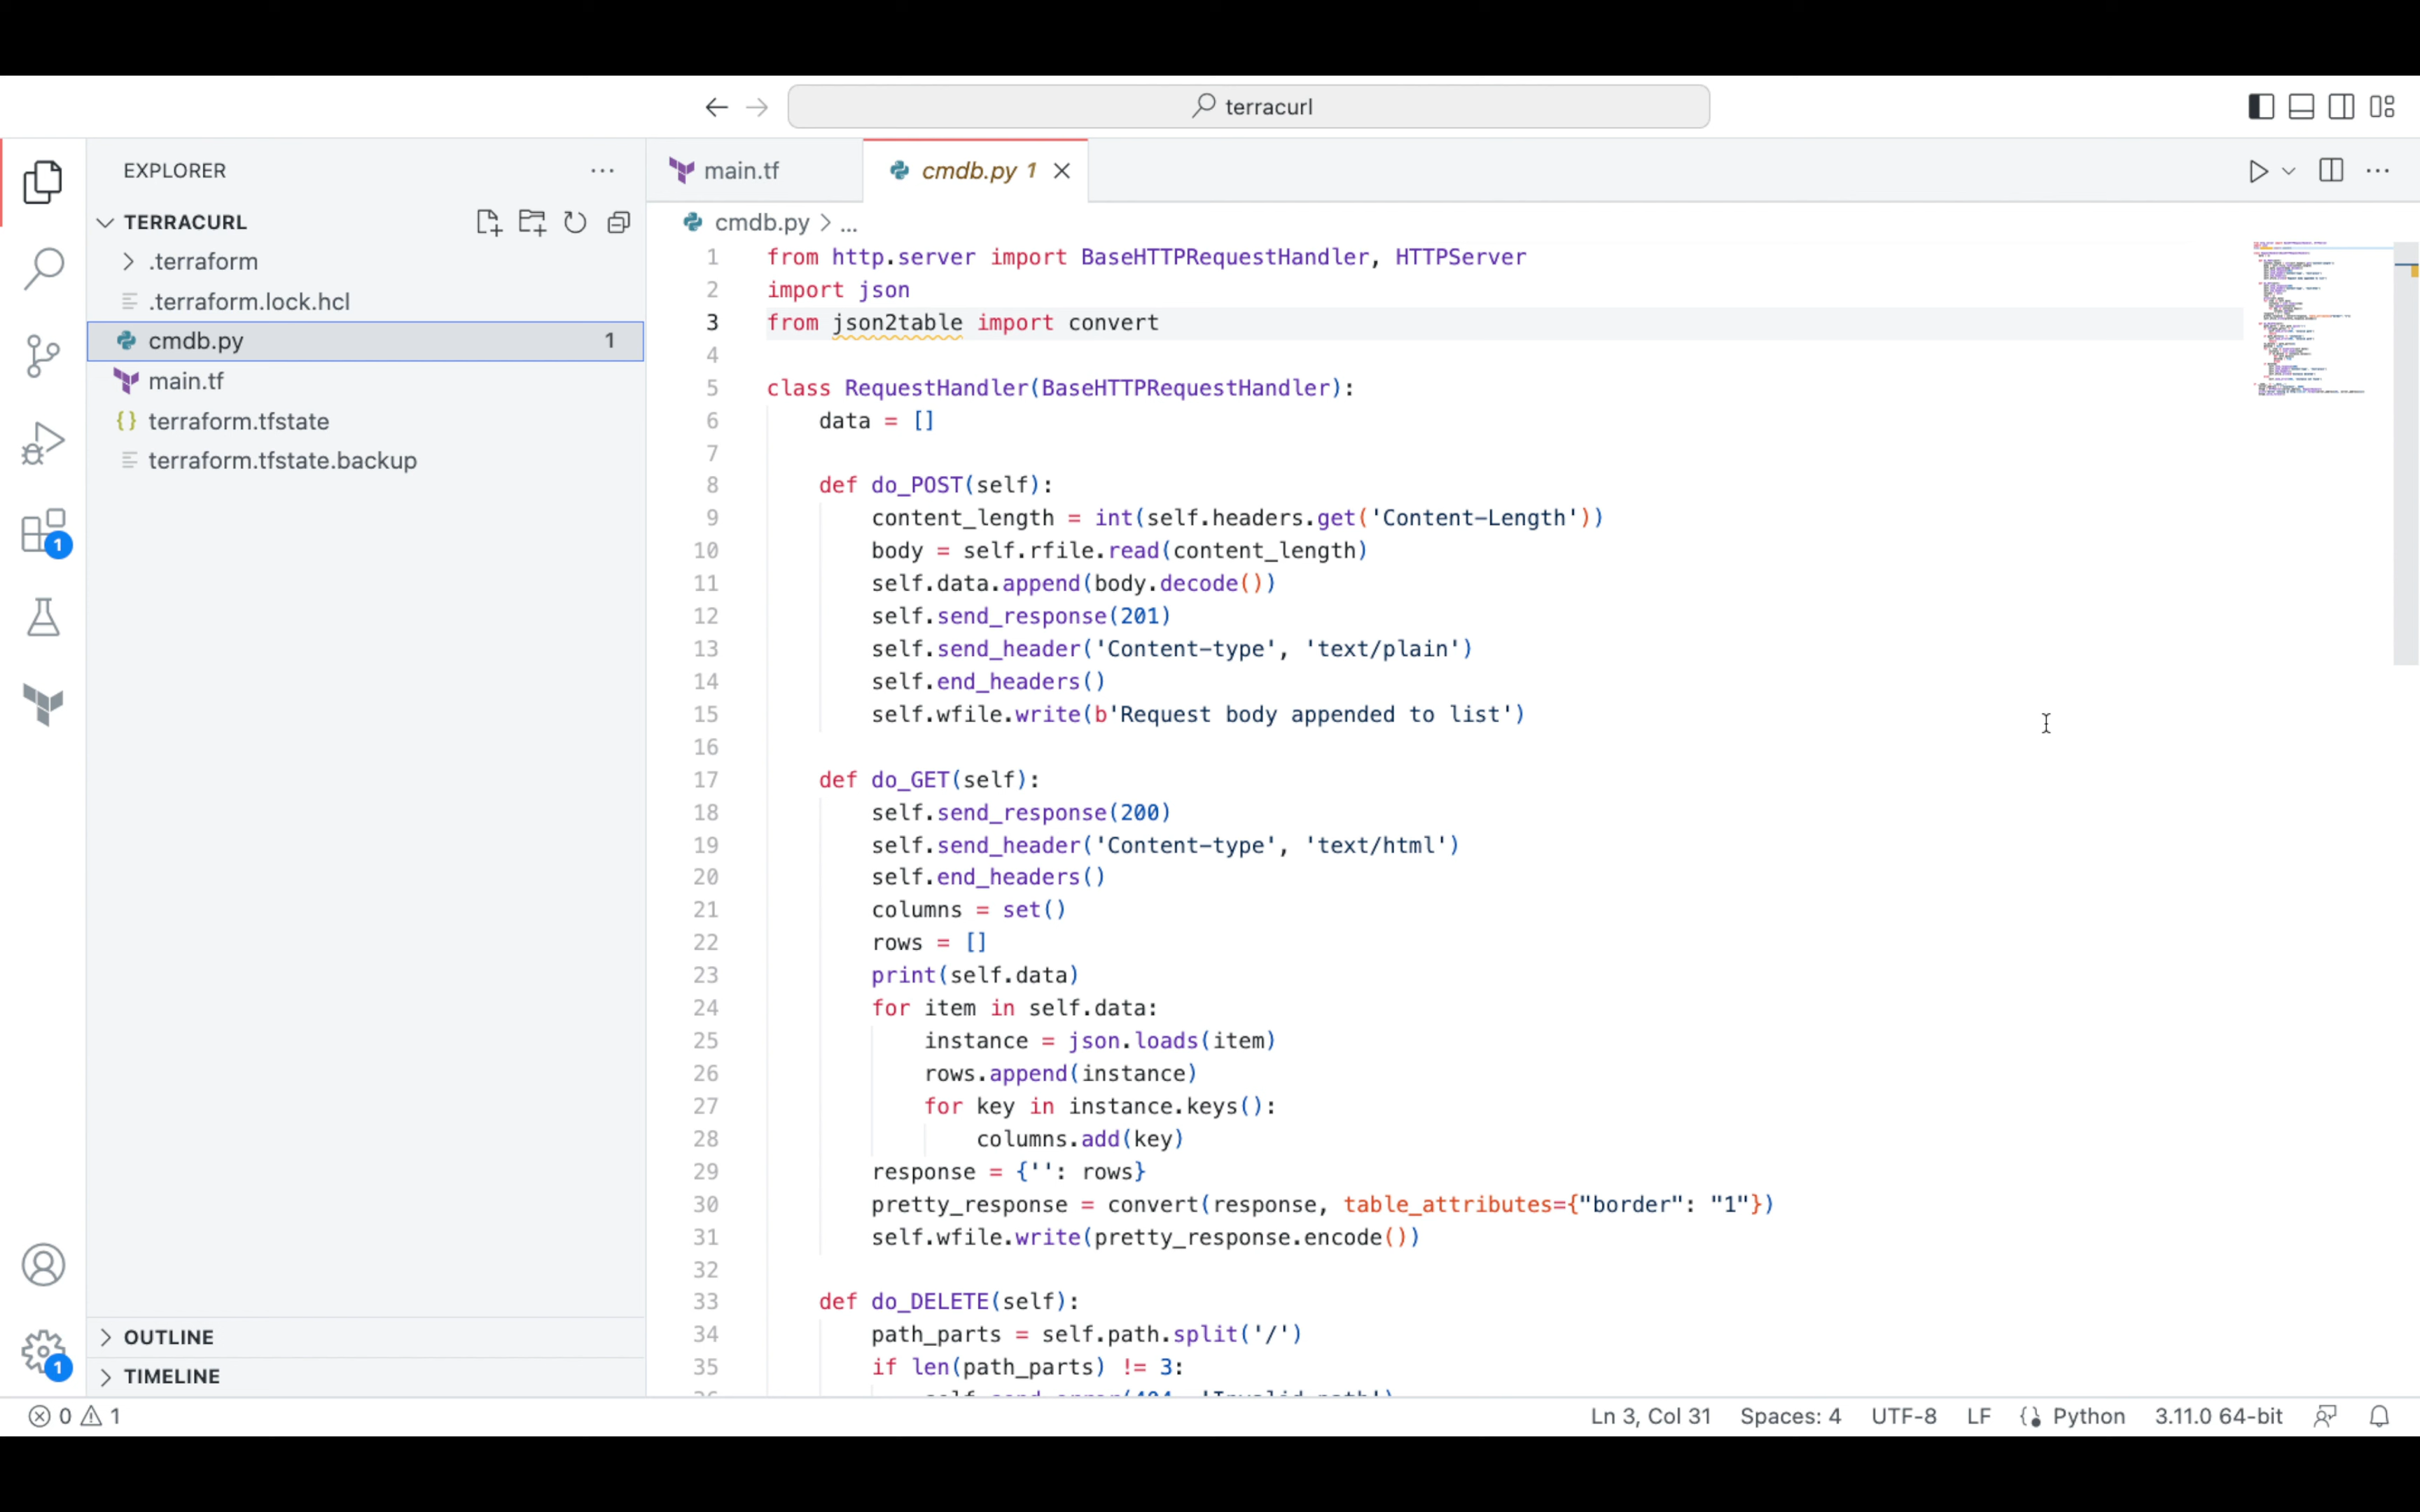 terracurl
EXPLORER
TERRACURL
.terraform
.terraform.lock.hcl
cmdb.py 1
main.tf
terraform.tfstate
terraform.tfstate.backup
1
1
OUTLINE
TIMELINE
main.tf
cmdb.py 1
cmdb.py > ...
1 from http.server import BaseHTTPRequestHandler, HTTPServer
2 import json
3 from json2table import convert
4
5 class RequestHandler(BaseHTTPRequestHandler):
6     data = []
7
8     def do_POST(self):
9         content_length = int(self.headers.get('Content-Length'))
10         body = self.rfile.read(content_length)
11         self.data.append(body.decode())
12         self.send_response(201)
13         self.send_header('Content-type', 'text/plain')
14         self.end_headers()
15         self.wfile.write(b'Request body appended to list')
16
17     def do_GET(self):
18         self.send_response(200)
19         self.send_header('Content-type', 'text/html')
20         self.end_headers()
21         columns = set()
22         rows = []
23         print(self.data)
24         for item in self.data:
25             instance = json.loads(item)
26             rows.append(instance)
27             for key in instance.keys():
28                 columns.add(key)
29         response = {'': rows}
30         pretty_response = convert(response, table_attributes={"border": "1"})
31         self.wfile.write(pretty_response.encode())
32
33     def do_DELETE(self):
34         path_parts = self.path.split('/')
35         if len(path_parts) != 3:
36             self.send_error(404, 'Invalid path')
0 1
Ln 3, Col 31 Spaces: 4 UTF-8 LF Python 3.11.0 64-bit